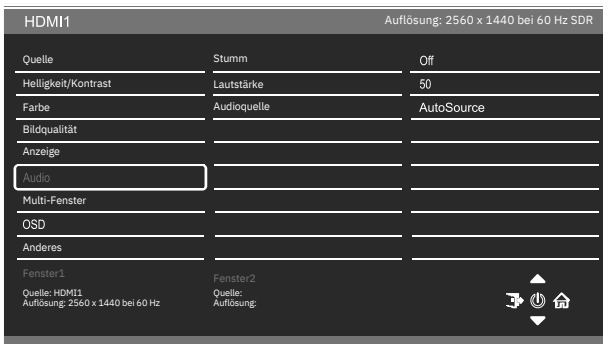 HDMI1 Auflösung: 2560 x 1440 bei 60 Hz SDR
Quelle Stumm Off
Helligkeit/Kontrast Lautstärke 50
Farbe Audioquelle AutoSource
Bildqualität
Anzeige
Audio
Multi-Fenster
OSD
Anderes
Fenster1 Fenster2
Quelle: HDMI1 Quelle:
Auflösung: 2560 x 1440 bei 60 Hz Auflösung: